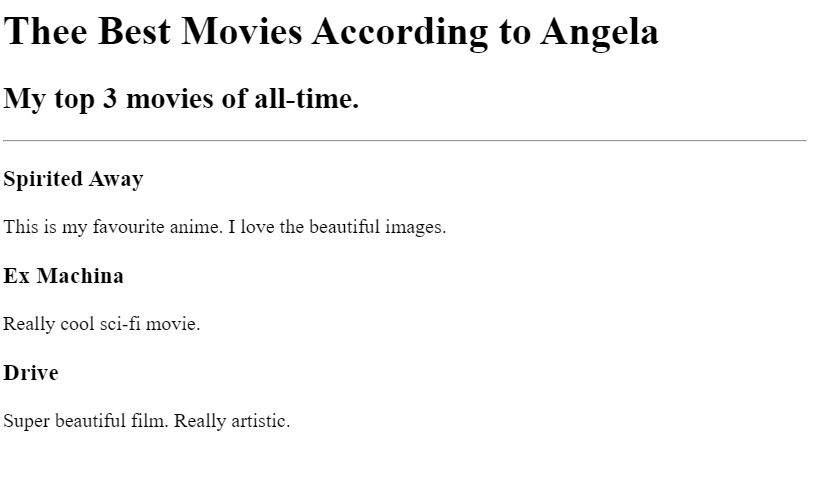 Thee Best Movies According to Angela
My top 3 movies of all-time.
Spirited Away
This is my favourite anime. I love the beautiful images.
Ex Machina
Really cool sci-fi movie.
Drive
Super beautiful film. Really artistic.